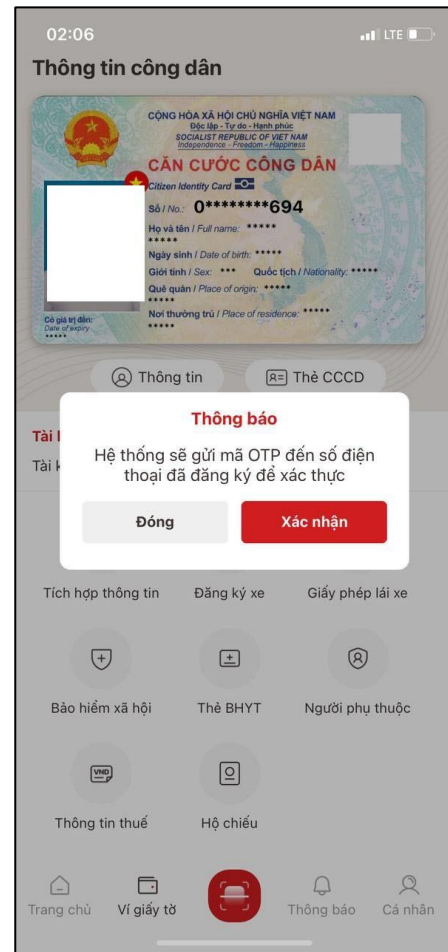 02:06
LTE
Thông tin công dân
CỘNG HÒA XÃ HỘI CHỦ NGHĨA VIỆT NAM
Độc lập - Tự do - Hạnh phúc
SOCIALIST REPUBLIC OF VIET NAM
Independence - Freedom - Happiness
CĂN CƯỚC CÔNG DÂN
Citizen Identity Card
Số / No.: 0********694
Họ và tên / Full name: *****
*****
Ngày sinh / Date of birth: *****
Giới tính / Sex: *** Quốc tịch / Nationality: *****
Quê quán / Place of origin: *****
*****
Nơi thường trú / Place of residence: *****
*****
Có giá trị đến:
Date of expiry
*****
Thông tin
Thẻ CCCD
Thông báo
Tài
Tài
Hệ thống sẽ gửi mã OTP đến số điện
thoại đã đăng ký để xác thực
Đóng
Xác nhận
Tích hợp thông tin
Đăng ký xe
Giấy phép lái xe
Bảo hiểm xã hội
Thẻ BHYT
Người phụ thuộc
VND
Thông tin thuế
Hộ chiếu
Trang chủ
Ví giấy tờ
Thông báo
Cá nhân